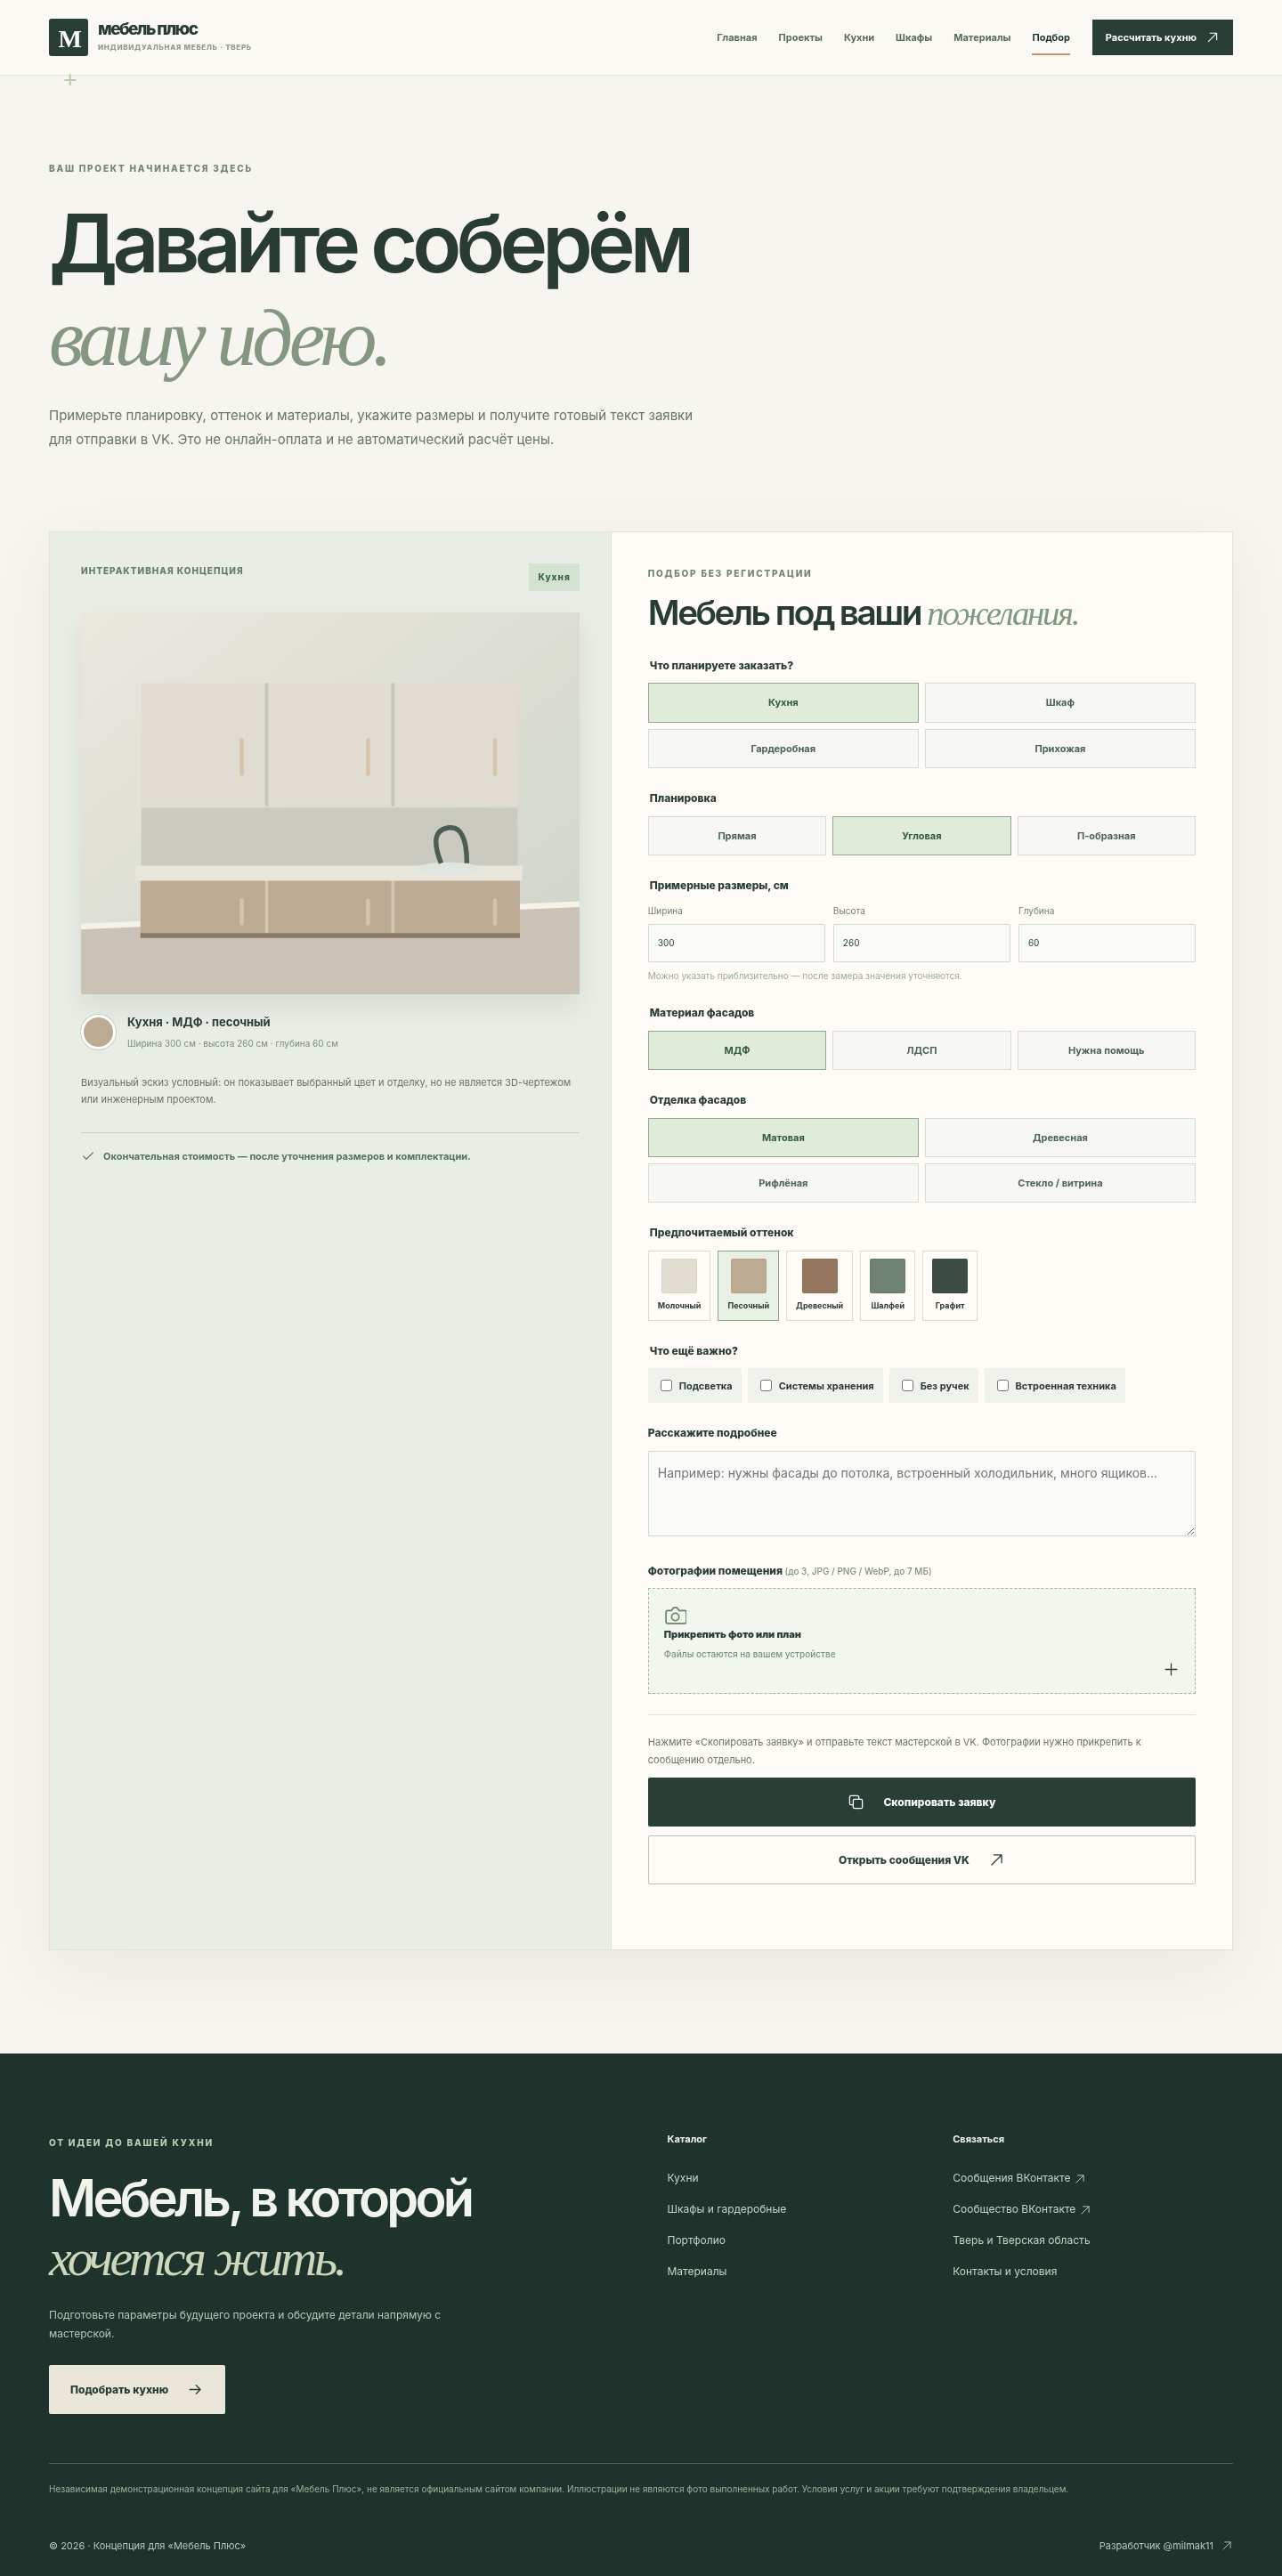 M
мебель плюс
ИНДИВИДУАЛЬНАЯ МЕБЕЛЬ · ТВЕРЬ
Главная Проекты Кухни Шкафы Материалы Подбор Рассчитать кухню
ВАШ ПРОЕКТ НАЧИНАЕТСЯ ЗДЕСЬ
Давайте соберём
вашу идею.
Примерьте планировку, оттенок и материалы, укажите размеры и получите готовый текст заявки
для отправки в VK. Это не онлайн-оплата и не автоматический расчёт цены.
ИНТЕРАКТИВНАЯ КОНЦЕПЦИЯ
Кухня
Кухня · МДФ · песочный
Ширина 300 см · высота 260 см · глубина 60 см
Визуальный эскиз условный: он показывает выбранный цвет и отделку, но не является 3D-чертежом
или инженерным проектом.
Окончательная стоимость — после уточнения размеров и комплектации.
ПОДБОР БЕЗ РЕГИСТРАЦИИ
Мебель под ваши пожелания.
Что планируете заказать?
Кухня Шкаф
Гардеробная Прихожая
Планировка
Прямая Угловая П-образная
Примерные размеры, см
Ширина Высота Глубина
300 260 60
Можно указать приблизительно — после замера значения уточняются.
Материал фасадов
МДФ ЛДСП Нужна помощь
Отделка фасадов
Матовая Древесная
Рифлёная Стекло / витрина
Предпочитаемый оттенок
Молочный Песочный Древесный Шалфей Графит
Что ещё важно?
Подсветка Системы хранения Без ручек Встроенная техника
Расскажите подробнее
Например: нужны фасады до потолка, встроенный холодильник, много ящиков...
Фотографии помещения (до 3, JPG / PNG / WebP, до 7 МБ)
Прикрепить фото или план
Файлы остаются на вашем устройстве
Нажмите «Скопировать заявку» и отправьте текст мастерской в VK. Фотографии нужно прикрепить к
сообщению отдельно.
Скопировать заявку
Открыть сообщения VK
ОТ ИДЕИ ДО ВАШЕЙ КУХНИ
Мебель, в которой
хочется жить.
Подготовьте параметры будущего проекта и обсудите детали напрямую с
мастерской.
Подобрать кухню
Каталог
Кухни
Шкафы и гардеробные
Портфолио
Материалы
Связаться
Сообщения ВКонтакте
Сообщество ВКонтакте
Тверь и Тверская область
Контакты и условия
Независимая демонстрационная концепция сайта для «Мебель Плюс», не является официальным сайтом компании. Иллюстрации не являются фото выполненных работ. Условия услуг и акции требуют подтверждения владельцем.
© 2026 · Концепция для «Мебель Плюс»
Разработчик @milmak11